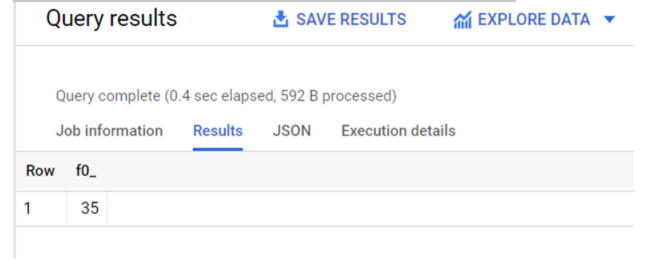 Query results SAVE RESULTS EXPLORE DATA
Query complete (0.4 sec elapsed, 592 B processed)
Job information Results JSON Execution details
Row f0_
1 35